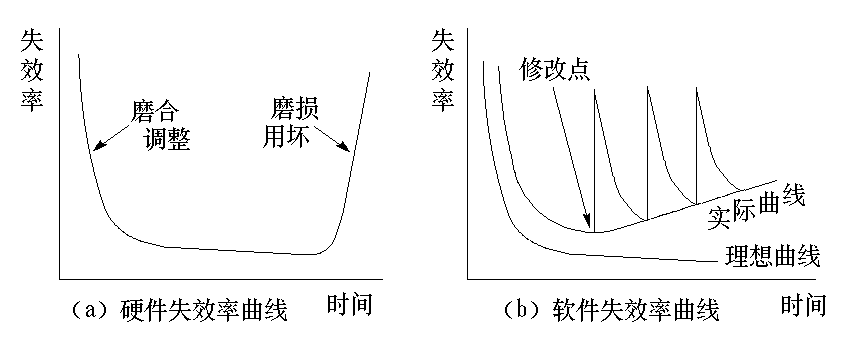 失效率
磨合
调整
磨损
用坏
时间
（a）硬件失效率曲线
失效率
修改点
实际曲线
理想曲线
时间
（b）软件失效率曲线